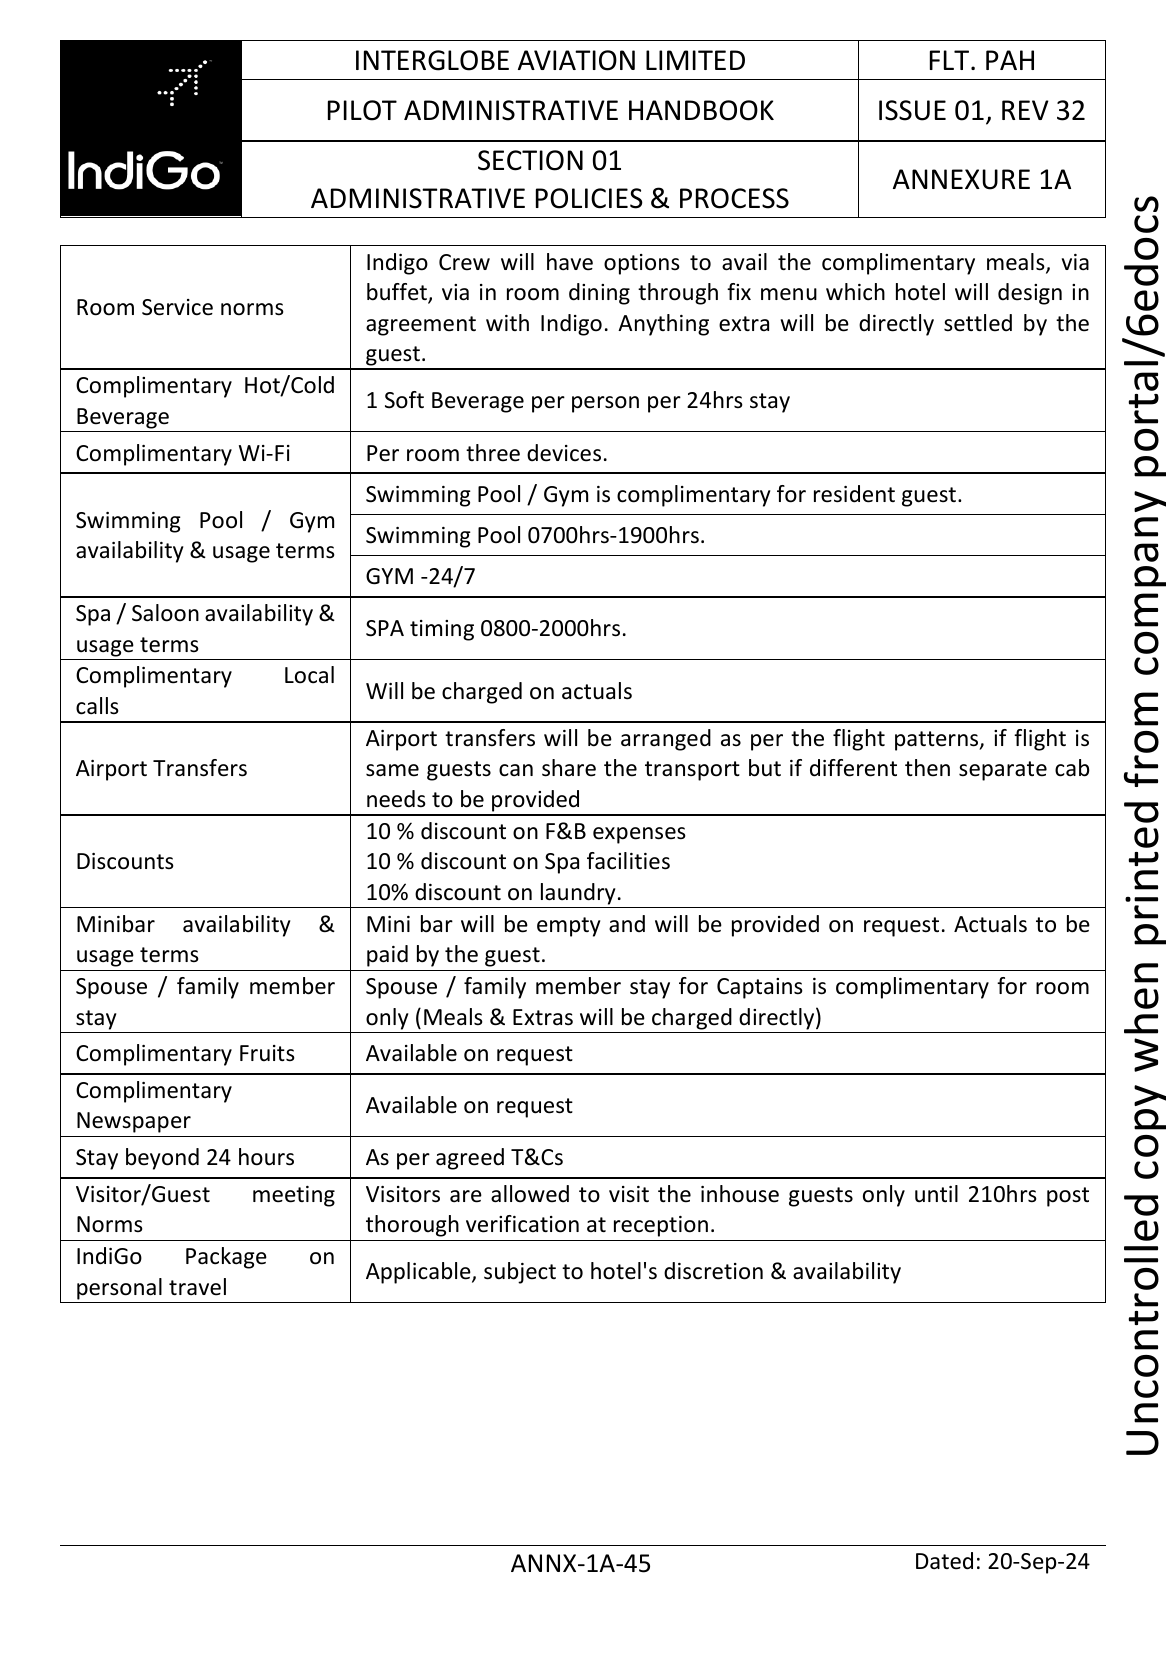 IndiGo
INTERGLOBE AVIATION LIMITED
FLT. PAH
PILOT ADMINISTRATIVE HANDBOOK
ISSUE 01, REV 32
SECTION 01
ADMINISTRATIVE POLICIES & PROCESS
ANNEXURE 1A
Room Service norms
Indigo Crew will have options to avail the complimentary meals, via
buffet, via in room dining through fix menu which hotel will design in
agreement with Indigo. Anything extra will be directly settled by the
guest.
Complimentary Hot/Cold
Beverage
1 Soft Beverage per person per 24hrs stay
Complimentary Wi-Fi
Per room three devices.
Swimming Pool / Gym
availability & usage terms
Swimming Pool / Gym is complimentary for resident guest.
Swimming Pool 0700hrs-1900hrs.
GYM -24/7
Spa / Saloon availability &
usage terms
SPA timing 0800-2000hrs.
Complimentary Local
calls
Will be charged on actuals
Airport Transfers
Airport transfers will be arranged as per the flight patterns, if flight is
same guests can share the transport but if different then separate cab
needs to be provided
Discounts
10 % discount on F&B expenses
10 % discount on Spa facilities
10% discount on laundry.
Minibar availability &
usage terms
Mini bar will be empty and will be provided on request. Actuals to be
paid by the guest.
Spouse / family member
stay
Spouse / family member stay for Captains is complimentary for room
only (Meals & Extras will be charged directly)
Complimentary Fruits
Available on request
Complimentary
Newspaper
Available on request
Stay beyond 24 hours
As per agreed T&Cs
Visitor/Guest meeting
Norms
Visitors are allowed to visit the inhouse guests only until 210hrs post
thorough verification at reception.
IndiGo Package on
personal travel
Applicable, subject to hotel's discretion & availability
ANNX-1A-45
Dated: 20-Sep-24
Uncontrolled copy when printed from company portal/6edocs